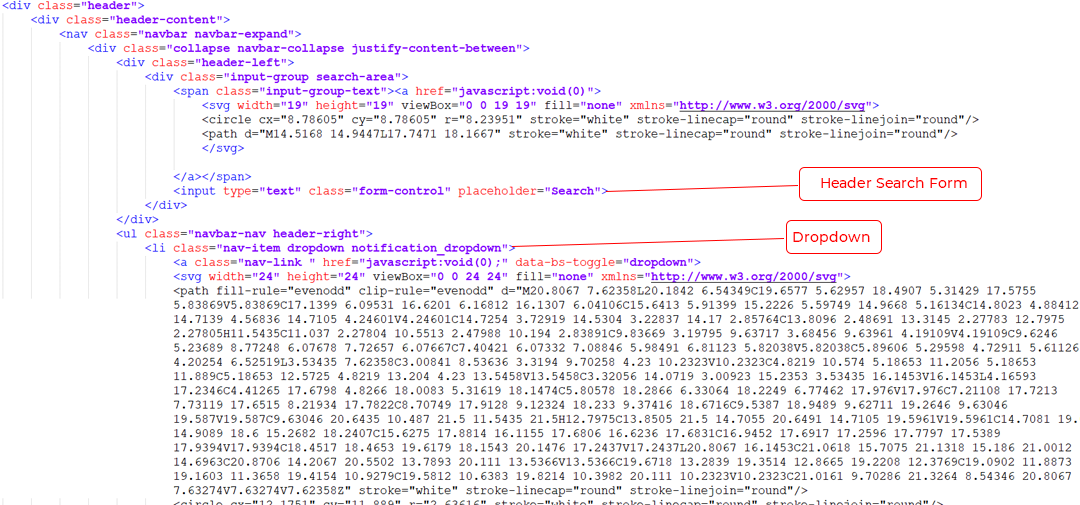 <div class="header">
<div class="header-content">
<nav class="navbar navbar-expand">
<div class="collapse navbar-collapse justify-content-between">
<div class="header-left">
<div class="input-group search-area">
<span class="input-group-text"><a href="javascript:void(0)">
<svg width="19" height="19" viewBox="0 0 19 19" fill="none" xmlns="http://www.w3.org/2000/svg">
<circle cx="8.78605" cy="8.78605" r="8.23951" stroke="white" stroke-linecap="round" stroke-linejoin="round"/>
<path d="M14.5168 14.9447L17.7471 18.1667" stroke="white" stroke-linecap="round" stroke-linejoin="round"/>
</svg>
</a></span>
<input type="text" class="form-control" placeholder="Search">
Header Search Form
</div>
</div>
<ul class="navbar-nav header-right">
Dropdown
<li class="nav-item dropdown notification_dropdown">
<a class="nav-link " href="javascript:void(0);" data-bs-toggle="dropdown">
<svg width="24" height="24" viewBox="0 0 24 24" fill="none" xmlns="http://www.w3.org/2000/svg">
<path fill-rule="evenodd" clip-rule="evenodd" d="M20.8067 7.62358L20.1842 6.54349C19.6577 5.62957 18.4907 5.31429 17.5755
5.83869V5.83869C17.1399 6.09531 16.6201 6.16812 16.1307 6.04106C15.6413 5.91399 15.2226 5.59749 14.9668 5.16134C14.8023 4.88412
14.7139 4.56836 14.7105 4.24601V4.24601C14.7254 3.72919 14.5304 3.22837 14.17 2.85764C13.8096 2.48691 13.3145 2.27783 12.7975
2.27805H11.5435C11.037 2.27804 10.5513 2.47988 10.194 2.83891C9.83669 3.19795 9.63717 3.68456 9.63961 4.19109V4.19109C9.6246
5.23689 8.77248 6.07678 7.72657 6.07667C7.40421 6.07332 7.08846 5.98491 6.81123 5.82038V5.82038C5.89606 5.29598 4.72911 5.61126
4.20254 6.52519L3.53435 7.62358C3.00841 8.53636 3.3194 9.70258 4.23 10.2323V10.2323C4.8219 10.574 5.18653 11.2056 5.18653
11.889C5.18653 12.5725 4.8219 13.204 4.23 13.5458V13.5458C3.32056 14.0719 3.00923 15.2353 3.53435 16.1453V16.1453L4.16593
17.2346C4.41265 17.6798 4.8266 18.0083 5.31619 18.1474C5.80578 18.2866 6.33064 18.2249 6.77462 17.976V17.976C7.21108 17.7213
7.73119 17.6515 8.21934 17.7822C8.70749 17.9128 9.12324 18.233 9.37416 18.6716C9.5387 18.9489 9.62711 19.2646 9.63046
19.587V19.587C9.63046 20.6435 10.487 21.5 11.5435 21.5H12.7975C13.8505 21.5 14.7055 20.6491 14.7105 19.5961V19.5961C14.7081 19.
14.9089 18.6 15.2682 18.2407C15.6275 17.8814 16.1155 17.6806 16.6236 17.6831C16.9452 17.6917 17.2596 17.7797 17.5389
17.9394V17.9394C18.4517 18.4653 19.6179 18.1543 20.1476 17.2437V17.2437L20.8067 16.1453C21.0618 15.7075 21.1318 15.186 21.0012
14.6963C20.8706 14.2067 20.5502 13.7893 20.111 13.5366V13.5366C19.6718 13.2839 19.3514 12.8665 19.2208 12.3769C19.0902 11.8873
19.1603 11.3658 19.4154 10.9279C19.5812 10.6383 19.8214 10.3982 20.111 10.2323V10.2323C21.0161 9.70286 21.3264 8.54346 20.8067
7.63274V7.63274V7.62358Z" stroke="white" stroke-linecap="round" stroke-linejoin="round"/>
<circle cx="12.1751" cy="11.889" r="2.63616" stroke="white" stroke-linecap="round" stroke-linejoin="round"/>